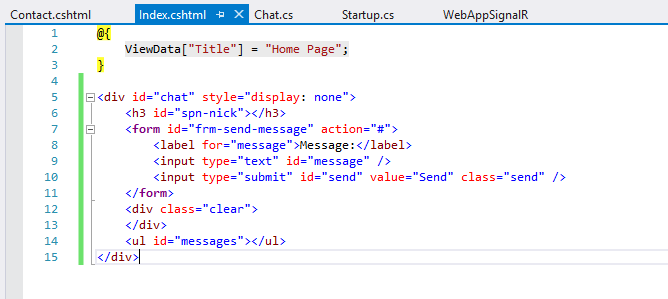 Contact.cshtml Index.cshtml Chat.cs Startup.cs WebAppSignalR
1 @{
2 ViewData["Title"] = "Home Page";
3 }
4
5 <div id="chat" style="display: none">
6 <h3 id="spn-nick"></h3>
7 <form id="frm-send-message" action="#">
8 <label for="message">Message:</label>
9 <input type="text" id="message" />
10 <input type="submit" id="send" value="Send" class="send" />
11 </form>
12 <div class="clear">
13 </div>
14 <ul id="messages"></ul>
15 </div>